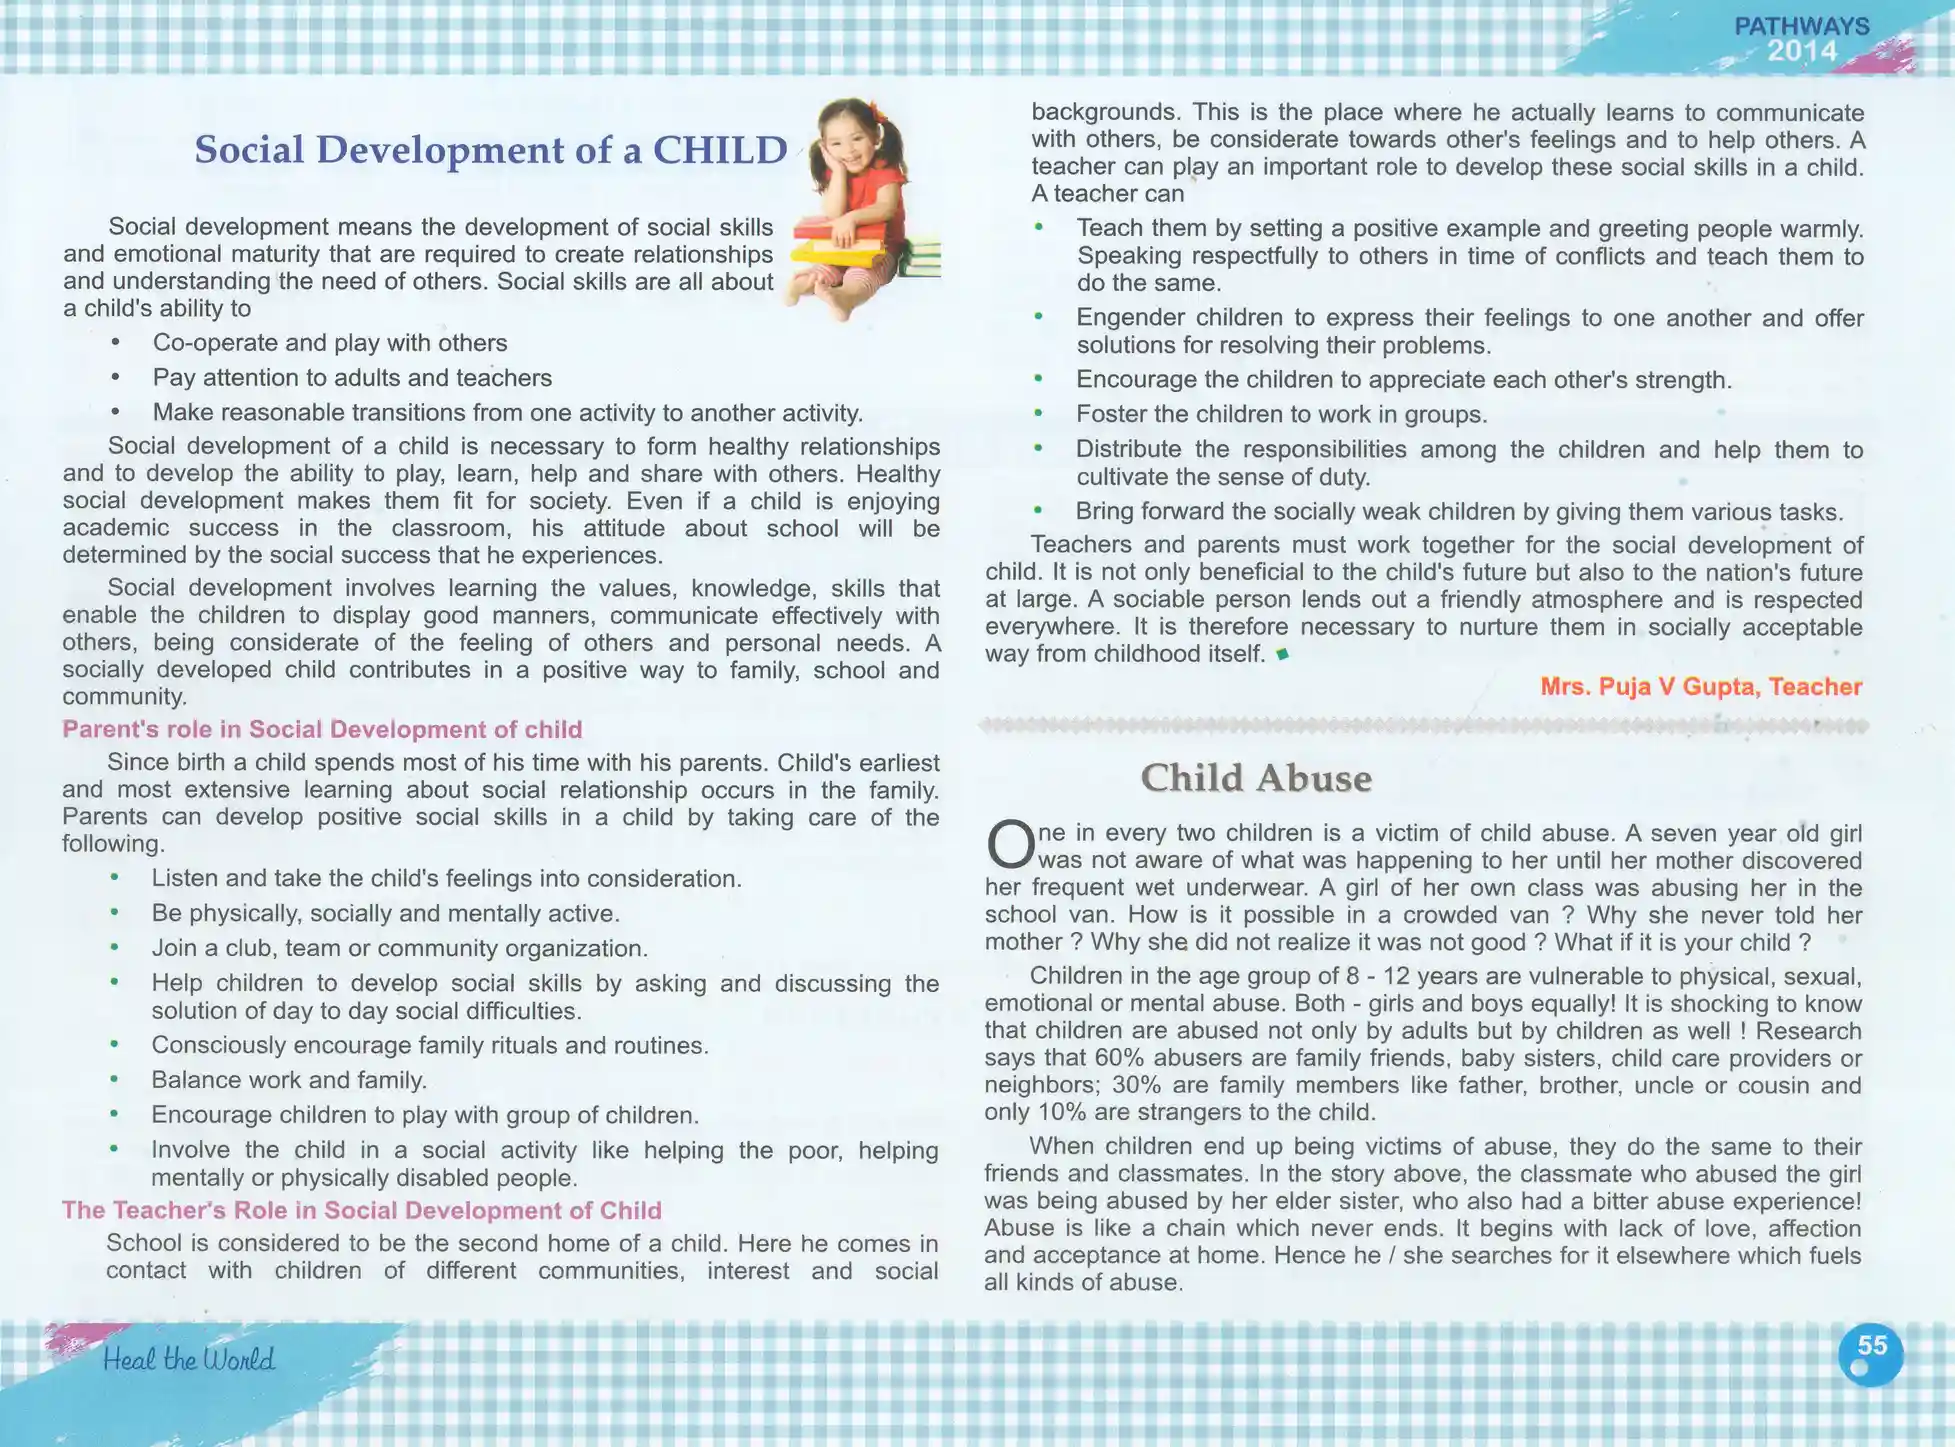 PATHWAYS
2014
Social Development of a CHILD
Social development means the development of social skills
and emotional maturity that are required to create relationships
and understanding the need of others. Social skills are all about
a child's ability to
• Co-operate and play with others
• Pay attention to adults and teachers
• Make reasonable transitions from one activity to another activity.
Social development of a child is necessary to form healthy relationships
and to develop the ability to play, learn, help and share with others. Healthy
social development makes them fit for society. Even if a child is enjoying
academic success in the classroom, his attitude about school will be
determined by the social success that he experiences.
Social development involves learning the values, knowledge, skills that
enable the children to display good manners, communicate effectively with
others, being considerate of the feeling of others and personal needs. A
socially developed child contributes in a positive way to family, school and
community.
Parent's role in Social Development of child
Since birth a child spends most of his time with his parents. Child's earliest
and most extensive learning about social relationship occurs in the family.
Parents can develop positive social skills in a child by taking care of the
following.
• Listen and take the child's feelings into consideration.
• Be physically, socially and mentally active.
• Join a club, team or community organization.
• Help children to develop social skills by asking and discussing the
solution of day to day social difficulties.
• Consciously encourage family rituals and routines.
• Balance work and family.
• Encourage children to play with group of children.
• Involve the child in a social activity like helping the poor, helping
mentally or physically disabled people.
The Teacher's Role in Social Development of Child
School is considered to be the second home of a child. Here he comes in
contact with children of different communities, interest and social
backgrounds. This is the place where he actually learns to communicate
with others, be considerate towards other's feelings and to help others. A
teacher can play an important role to develop these social skills in a child.
A teacher can
• Teach them by setting a positive example and greeting people warmly.
Speaking respectfully to others in time of conflicts and teach them to
do the same.
• Engender children to express their feelings to one another and offer
solutions for resolving their problems.
• Encourage the children to appreciate each other's strength.
• Foster the children to work in groups.
• Distribute the responsibilities among the children and help them to
cultivate the sense of duty.
• Bring forward the socially weak children by giving them various tasks.
Teachers and parents must work together for the social development of
child. It is not only beneficial to the child's future but also to the nation's future
at large. A sociable person lends out a friendly atmosphere and is respected
everywhere. It is therefore necessary to nurture them in socially acceptable
way from childhood itself.
Mrs. Puja V Gupta, Teacher
Child Abuse
One in every two children is a victim of child abuse. A seven year old girl
was not aware of what was happening to her until her mother discovered
her frequent wet underwear. A girl of her own class was abusing her in the
school van. How is it possible in a crowded van ? Why she never told her
mother ? Why she did not realize it was not good ? What if it is your child ?
Children in the age group of 8 - 12 years are vulnerable to physical, sexual,
emotional or mental abuse. Both - girls and boys equally! It is shocking to know
that children are abused not only by adults but by children as well ! Research
says that 60% abusers are family friends, baby sisters, child care providers or
neighbors; 30% are family members like father, brother, uncle or cousin and
only 10% are strangers to the child.
When children end up being victims of abuse, they do the same to their
friends and classmates. In the story above, the classmate who abused the girl
was being abused by her elder sister, who also had a bitter abuse experience!
Abuse is like a chain which never ends. It begins with lack of love, affection
and acceptance at home. Hence he / she searches for it elsewhere which fuels
all kinds of abuse.
Heal the World
55